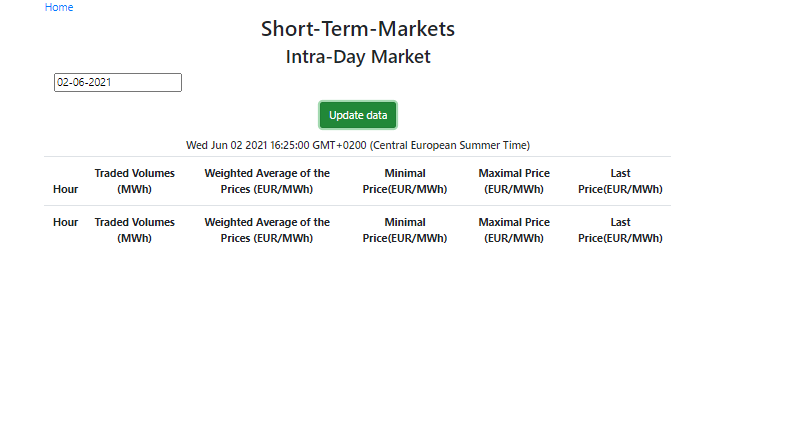 Home
Short-Term-Markets
Intra-Day Market
02-06-2021
Update data
Wed Jun 02 2021 16:25:00 GMT+0200 (Central European Summer Time)
Traded Volumes Weighted Average of the Minimal Maximal Price Last
Hour (MWh) Prices (EUR/MWh) Price(EUR/MWh) (EUR/MWh) Price(EUR/MWh)
Hour Traded Volumes Weighted Average of the Minimal Maximal Price Last
(MWh) Prices (EUR/MWh) Price(EUR/MWh) (EUR/MWh) Price(EUR/MWh)